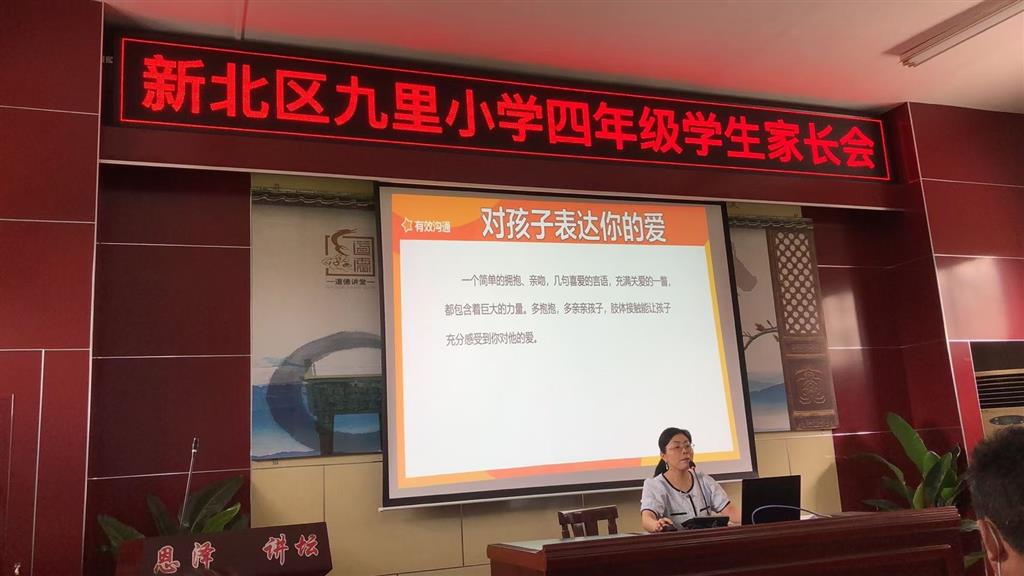 新北区九里小学四年级学生家长会
有效沟通
对孩子表达你的爱
一个简单的拥抱、亲吻，几句喜爱的言语，充满关爱的一瞥，
都包含着巨大的力量。多抱抱，多亲亲孩子，肢体接触能让孩子
充分感受到你对他的爱。
道德讲堂
恩泽 讲坛